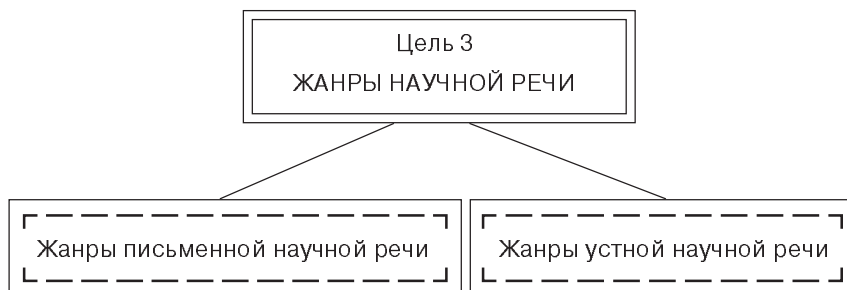 Цель 3
ЖАНРЫ НАУЧНОЙ РЕЧИ
Жанры письменной научной речи
Жанры устной научной речи